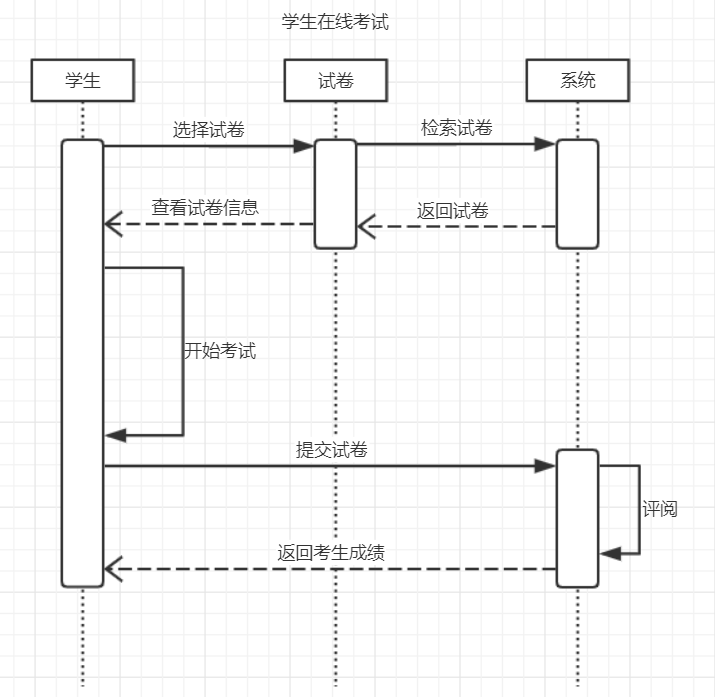 学生在线考试
学生
试卷
系统
选择试卷
检索试卷
查看试卷信息
返回试卷
开始考试
提交试卷
评阅
返回考生成绩